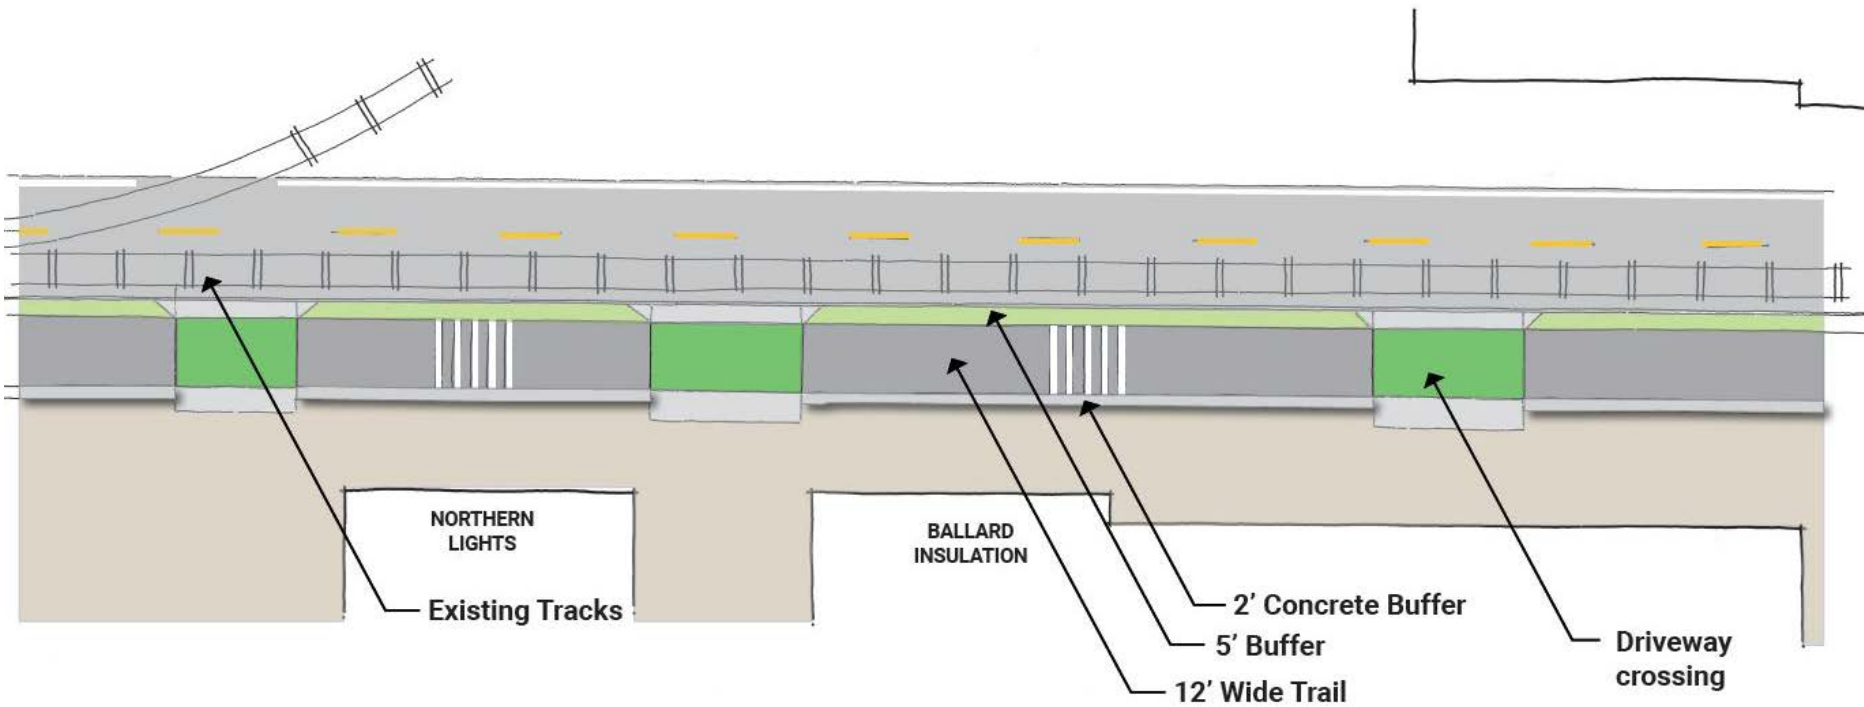 NORTHERN
LIGHTS
BALLARD
INSULATION
Existing Tracks
2’ Concrete Buffer
5’ Buffer
12’ Wide Trail
Driveway
crossing